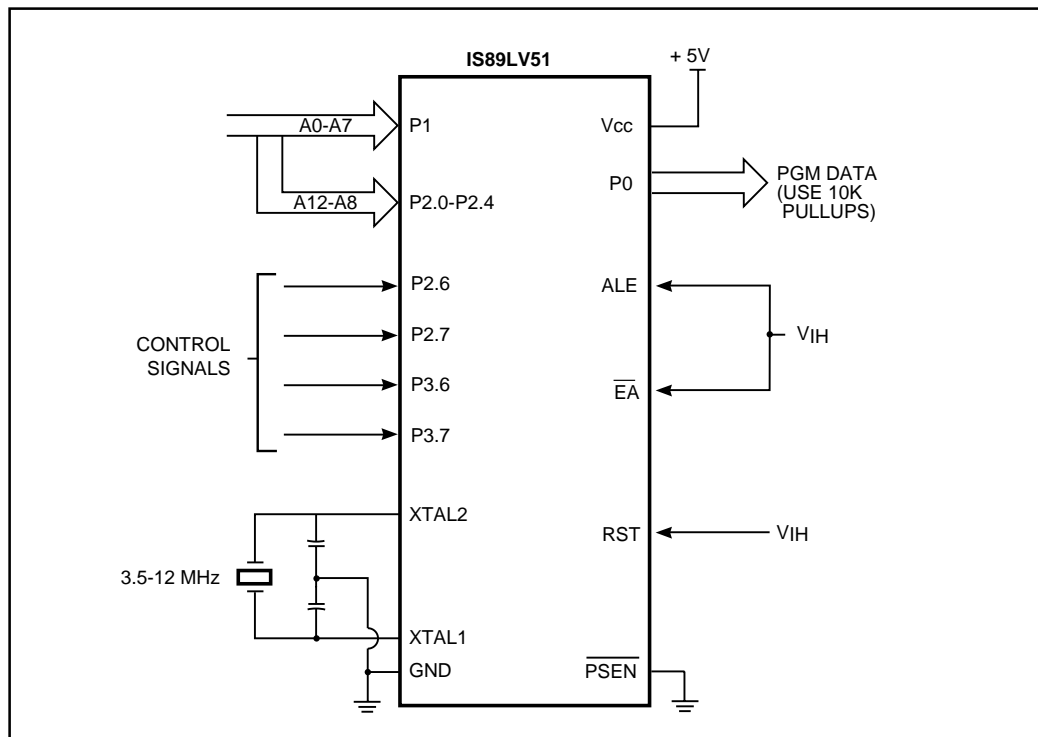 IS89LV51
+ 5V
A0-A7
P1
Vcc
P0
PGM DATA
(USE 10K
PULLUPS)
A12-A8
P2.0-P2.4
P2.6
ALE
P2.7
VIH
CONTROL
SIGNALS
P3.6
EA
P3.7
XTAL2
RST
VIH
3.5-12 MHz
XTAL1
GND
PSEN